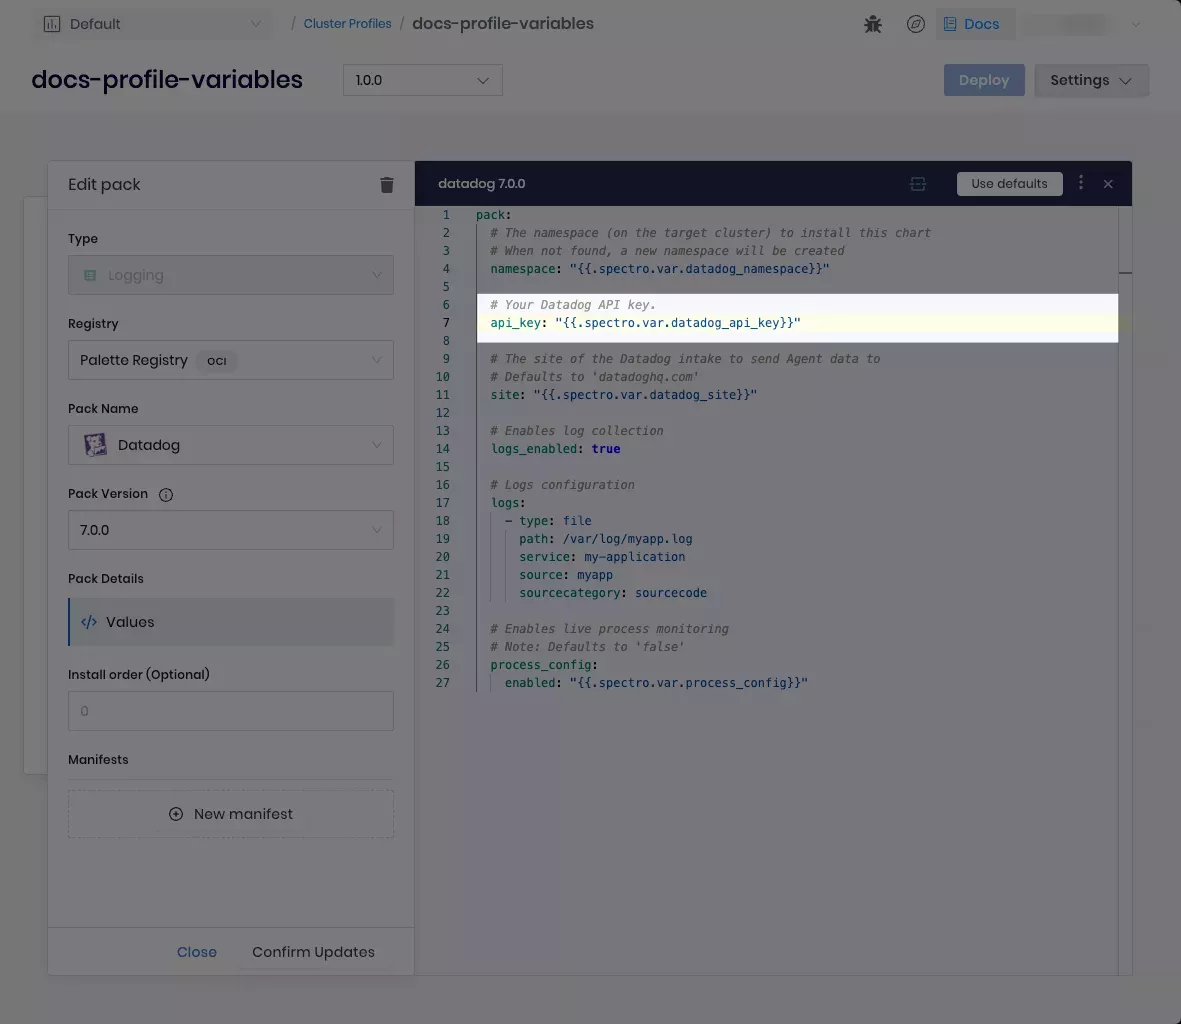 Default
/ Cluster Profiles / docs-profile-variables
Docs
docs-profile-variables
1.0.0
Deploy
Settings
Edit pack
Type
Logging
Registry
Palette Registry OCI
Pack Name
Datadog
Pack Version
7.0.0
Pack Details
</> Values
Install order (Optional)
0
Manifests
New manifest
Close
Confirm Updates
datadog 7.0.0
Use defaults
1 pack:
2 # The namespace (on the target cluster) to install this chart
3 # When not found, a new namespace will be created
4 namespace: "{{.spectro.var.datadog_namespace}}"
5
6 # Your Datadog API key.
7 api_key: "{{.spectro.var.datadog_api_key}}"
8
9 # The site of the Datadog intake to send Agent data to
10 # Defaults to 'datadoghq.com'
11 site: "{{.spectro.var.datadog_site}}"
12
13 # Enables log collection
14 logs_enabled: true
15
16 # Logs configuration
17 logs:
18 - type: file
19 path: /var/log/myapp.log
20 service: my-application
21 source: myapp
22 sourcecategory: sourcecode
23
24 # Enables live process monitoring
25 # Note: Defaults to 'false'
26 process_config:
27 enabled: "{{.spectro.var.process_config}}"